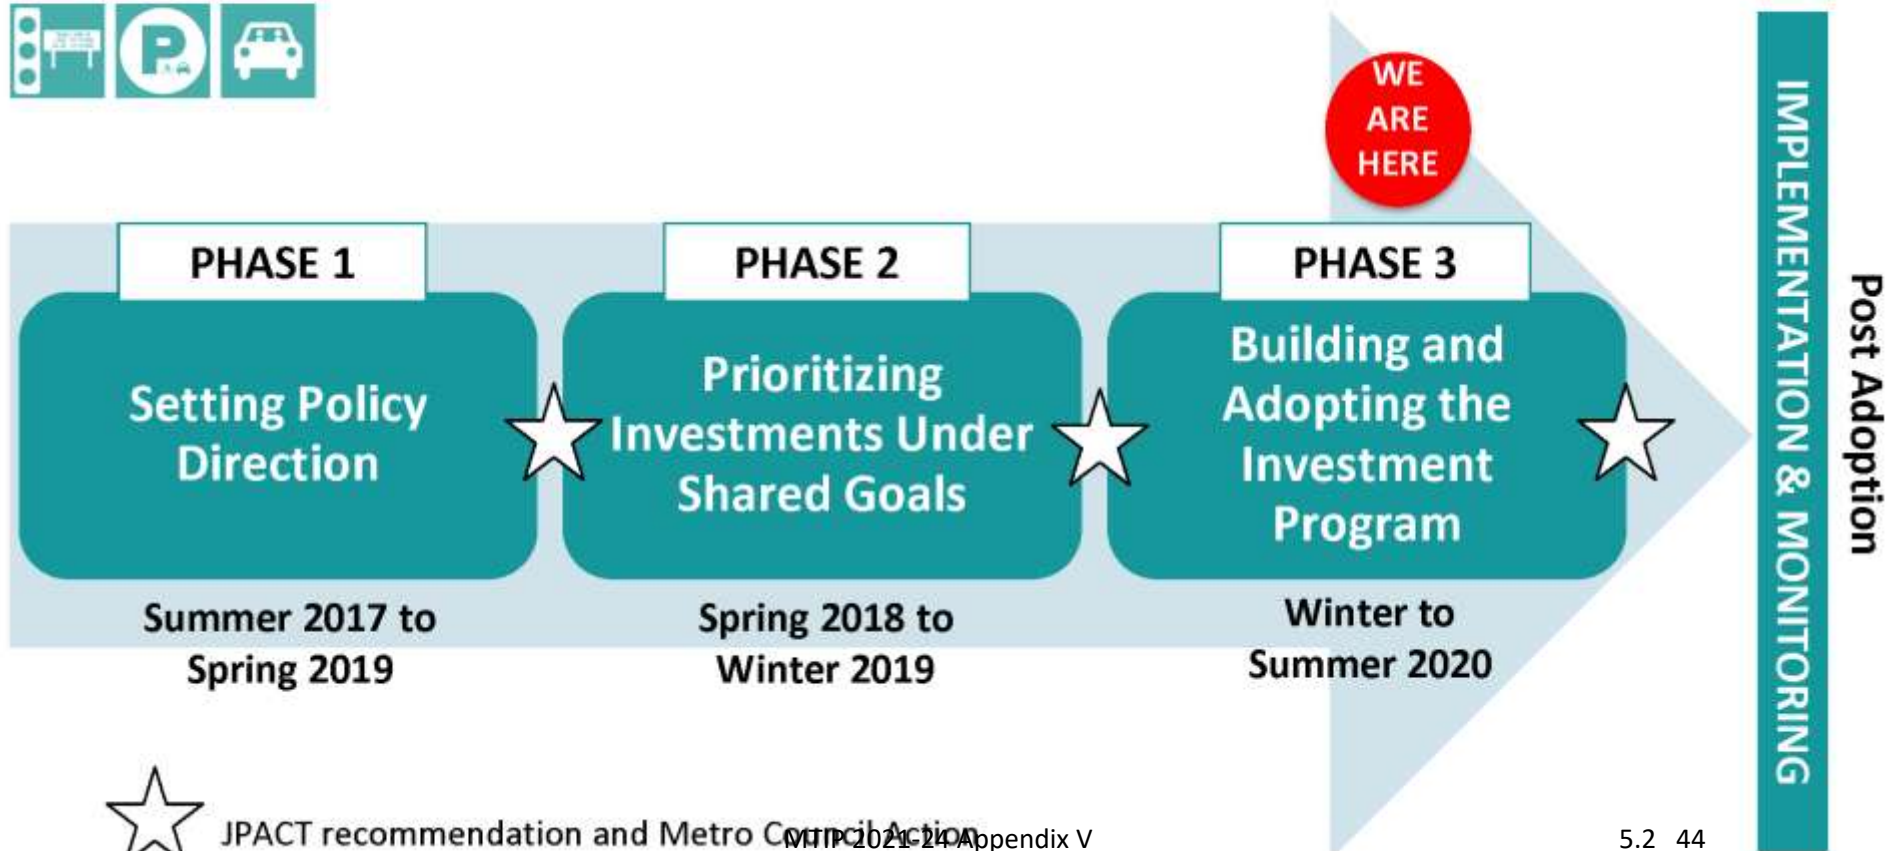 P
WE
ARE
HERE
PHASE 1
Setting Policy
Direction
Summer 2017 to
Spring 2019
PHASE 2
Prioritizing
Investments Under
Shared Goals
Spring 2018 to
Winter 2019
PHASE 3
Building and
Adopting the
Investment
Program
Winter to
Summer 2020
IMPLEMENTATION & MONITORING
Post Adoption
JPACT recommendation and Metro Council Action
MTIP 2021-24 Appendix V
5.2 44